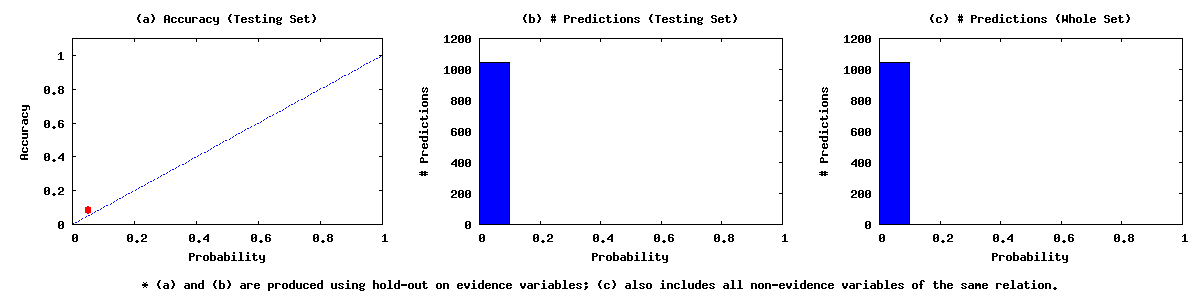 (a) Accuracy (Testing Set)
(b) # Predictions (Testing Set)
(c) # Predictions (Whole Set)
Accuracy
1
0.8
0.6
0.4
0.2
0
0 0.2 0.4 0.6 0.8 1
Probability
# Predictions
1200
1000
800
600
400
200
0
0 0.2 0.4 0.6 0.8 1
Probability
# Predictions
1200
1000
800
600
400
200
0
0 0.2 0.4 0.6 0.8 1
Probability
* (a) and (b) are produced using hold-out on evidence variables; (c) also includes all non-evidence variables of the same relation.